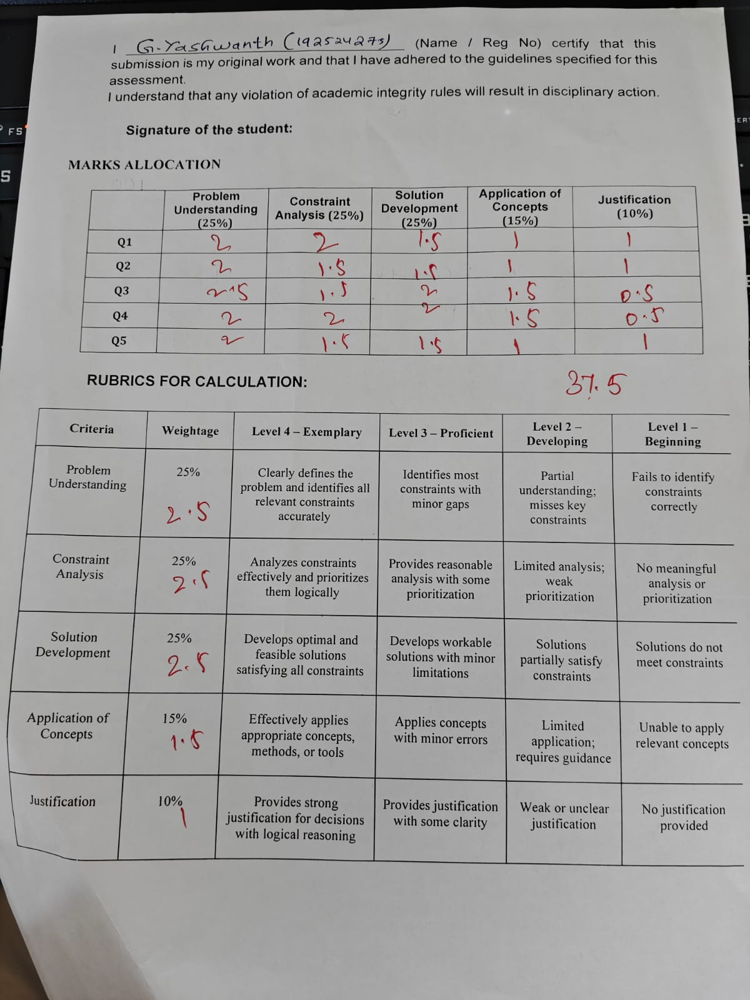 I G. Yashwanth (192524275) (Name / Reg No) certify that this
submission is my original work and that I have adhered to the guidelines specified for this
assessment.
I understand that any violation of academic integrity rules will result in disciplinary action.
Signature of the student:
MARKS ALLOCATION
Problem Understanding (25%) Constraint Analysis (25%) Solution Development (25%) Application of Concepts (15%) Justification (10%)
Q1 2 2 1.5 1 1
Q2 2 1.5 1.5 1 1
Q3 2.5 1.5 2 1.5 0.5
Q4 2 2 2 1.5 0.5
Q5 2 1.5 1.5 1 1
RUBRICS FOR CALCULATION:
37.5
Criteria Weightage Level 4 – Exemplary Level 3 – Proficient Level 2 – Developing Level 1 – Beginning
Problem Understanding 25% 2.5 Clearly defines the problem and identifies all relevant constraints accurately Identifies most constraints with minor gaps Partial understanding; misses key constraints Fails to identify constraints correctly
Constraint Analysis 25% 2.5 Analyzes constraints effectively and prioritizes them logically Provides reasonable analysis with some prioritization Limited analysis; weak prioritization No meaningful analysis or prioritization
Solution Development 25% 2.5 Develops optimal and feasible solutions satisfying all constraints Develops workable solutions with minor limitations Solutions partially satisfy constraints Solutions do not meet constraints
Application of Concepts 15% 1.5 Effectively applies appropriate concepts, methods, or tools Applies concepts with minor errors Limited application; requires guidance Unable to apply relevant concepts
Justification 10% 1 Provides strong justification for decisions with logical reasoning Provides justification with some clarity Weak or unclear justification No justification provided
F5
S